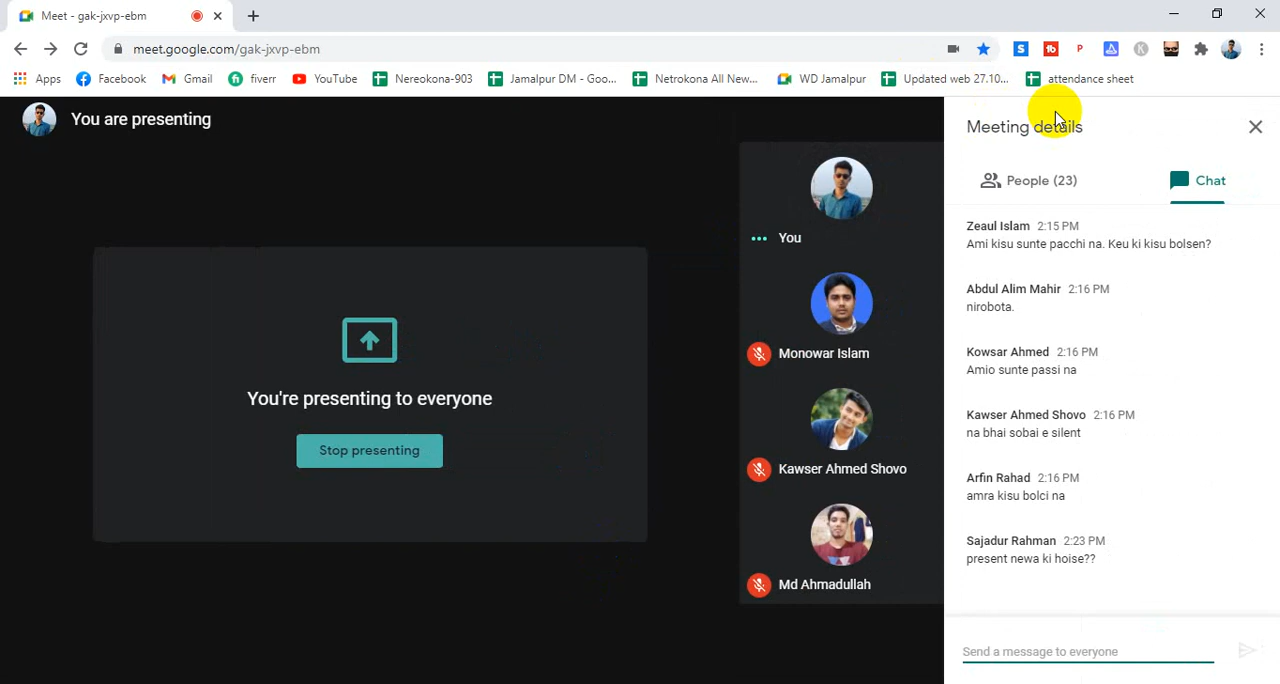 Meet - gak-jxvp-ebm
meet.google.com/gak-jxvp-ebm
Apps Facebook Gmail fiverr YouTube Nereokona-903 Jamalpur DM - Goo... Netrokona All New... WD Jamalpur Updated web 27.10... attendance sheet
You are presenting
You're presenting to everyone
Stop presenting
You
Monowar Islam
Kawser Ahmed Shovo
Md Ahmadullah
Meeting details
People (23) Chat
Zeaul Islam 2:15 PM
Ami kisu sunte pacchi na. Keu ki kisu bolsen?
Abdul Alim Mahir 2:16 PM
nirobota.
Kowsar Ahmed 2:16 PM
Amio sunte passi na
Kawser Ahmed Shovo 2:16 PM
na bhai sobai e silent
Arfin Rahad 2:16 PM
amra kisu bolci na
Sajadur Rahman 2:23 PM
present newa ki hoise??
Send a message to everyone